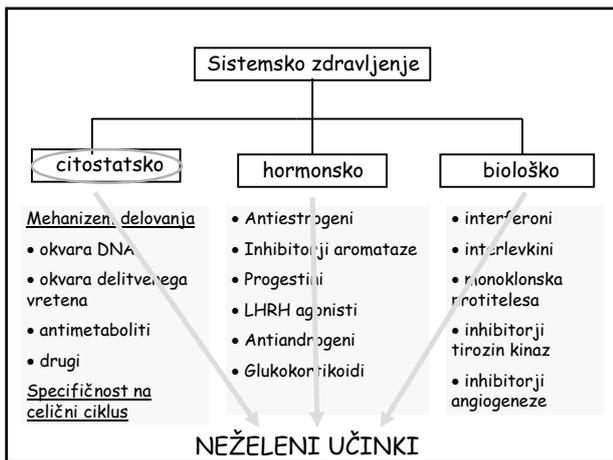 Sistemsko zdravljenje
citostatsko
hormonsko
biološko
Mehanizem delovanja
• okvara DNA
• okvara delitvenega
vretena
• antimetaboliti
• drugi
Specifičnost na
celični ciklus
• Antiestrogeni
• Inhibitorji aromataze
• Progestini
• LHRH agonisti
• Antiandrogeni
• Glukokortikoidi
• interferoni
• interlevkini
• monoklonska
protitelesa
• inhibitorji
tirozin kinaz
• inhibitorji
angiogeneze
NEŽELENI UČINKI